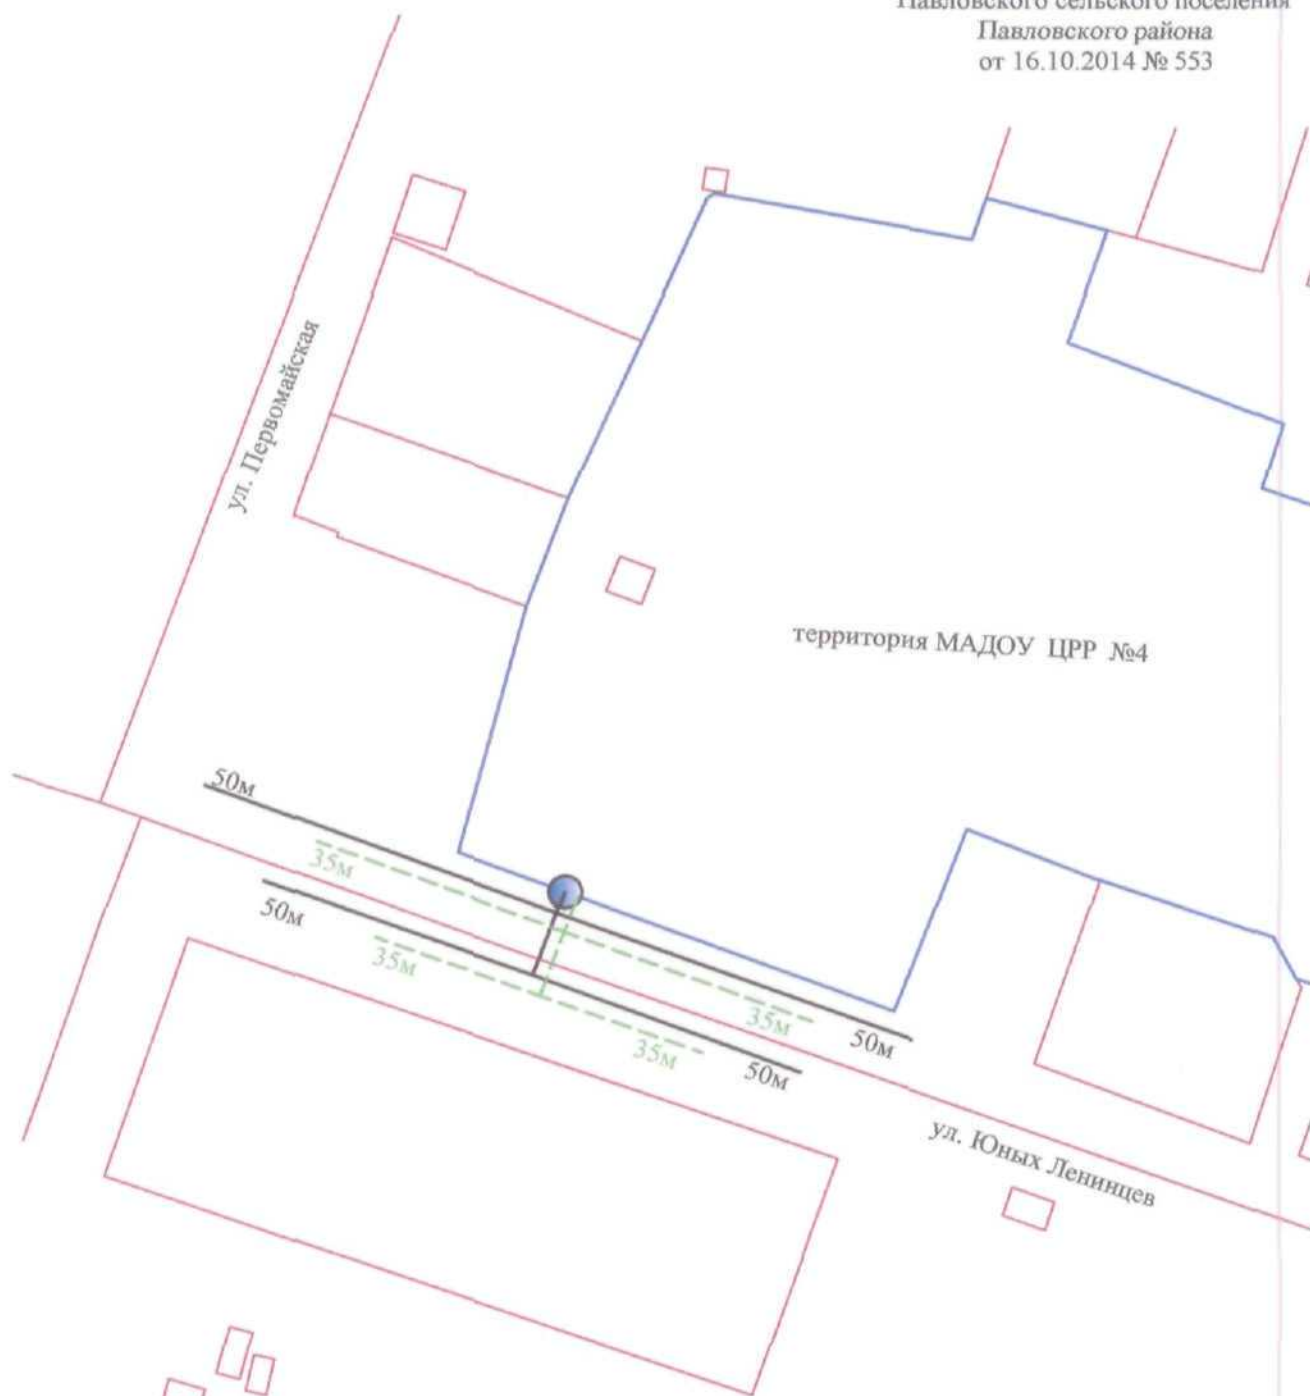 Павловского сельского поселения
Павловского района
от 16.10.2014 № 553
ул. Первомайская
территория МАДОУ ЦРР №4
50м
35м
50м
35м
35м
50м
35м
50м
ул. Юных Ленинцев